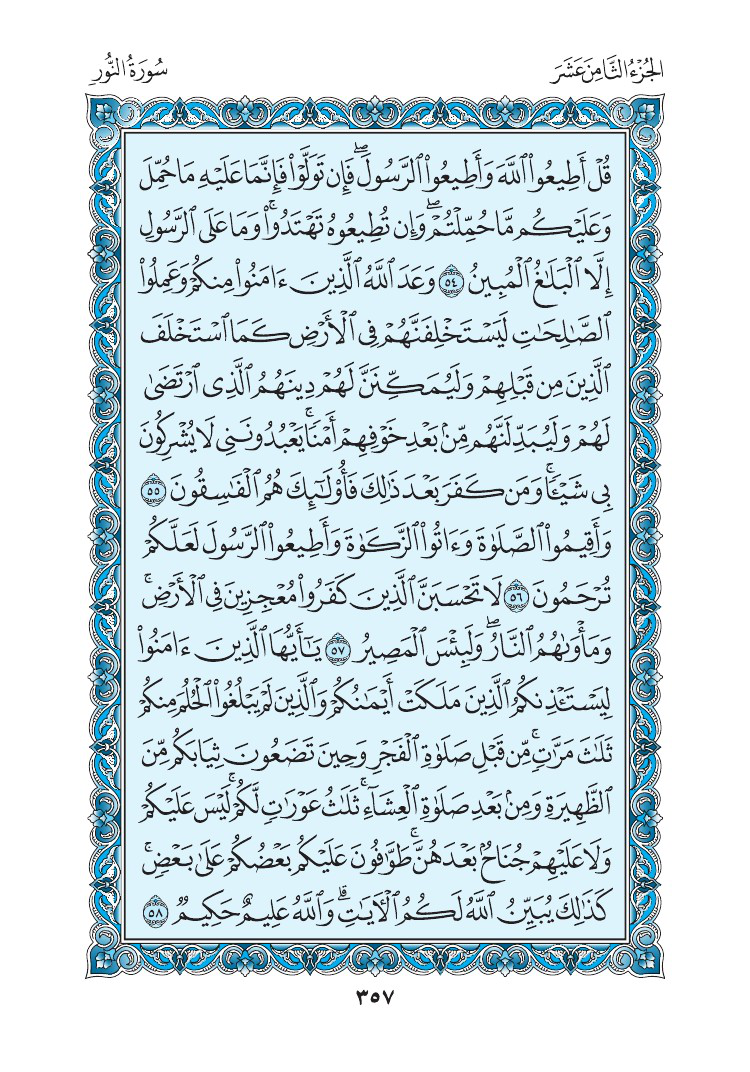 الجُزْءُ الثَّامِنَ عَشَرَ
سُورَةُ النُّورِ
قُلْ أَطِيعُوا۟ ٱللَّهَ وَأَطِيعُوا۟ ٱلرَّسُولَۖ فَإِن تَوَلَّوْا۟ فَإِنَّمَا عَلَيْهِ مَا حُمِّلَ
وَعَلَيْكُم مَّا حُمِّلْتُمْۖ وَإِن تُطِيعُوهُ تَهْتَدُوا۟ۚ وَمَا عَلَى ٱلرَّسُولِ
إِلَّا ٱلْبَلَٰغُ ٱلْمُبِينُ ٥٤ وَعَدَ ٱللَّهُ ٱلَّذِينَ ءَامَنُوا۟ مِنكُمْ وَعَمِلُوا۟
ٱلصَّٰلِحَٰتِ لَيَسْتَخْلِفَنَّهُمْ فِى ٱلْأَرْضِ كَمَا ٱسْتَخْلَفَ
ٱلَّذِينَ مِن قَبْلِهِمْ وَلَيُمَكِّنَنَّ لَهُمْ دِينَهُمُ ٱلَّذِى ٱرْتَضَىٰ
لَهُمْ وَلَيُبَدِّلَنَّهُم مِّنۢ بَعْدِ خَوْفِهِمْ أَمْنًاۚ يَعْبُدُونَنِى لَا يُشْرِكُونَ
بِى شَيْـًٔاۚ وَمَن كَفَرَ بَعْدَ ذَٰلِكَ فَأُو۟لَٰٓئِكَ هُمُ ٱلْفَٰسِقُونَ ٥٥
وَأَقِيمُوا۟ ٱلصَّلَوٰةَ وَءَاتُوا۟ ٱلزَّكَوٰةَ وَأَطِيعُوا۟ ٱلرَّسُولَ لَعَلَّكُمْ
تُرْحَمُونَ ٥٦ لَا تَحْسَبَنَّ ٱلَّذِينَ كَفَرُوا۟ مُعْجِزِينَ فِى ٱلْأَرْضِۚ
وَمَأْوَىٰهُمُ ٱلنَّارُۖ وَلَبِئْسَ ٱلْمَصِيرُ ٥٧ يَٰٓأَيُّهَا ٱلَّذِينَ ءَامَنُوا۟
لِيَسْتَـْٔذِنكُمُ ٱلَّذِينَ مَلَكَتْ أَيْمَٰنُكُمْ وَٱلَّذِينَ لَمْ يَبْلُغُوا۟ ٱلْحُلُمَ مِنكُمْ
ثَلَٰثَ مَرَّٰتٍۚ مِّن قَبْلِ صَلَوٰةِ ٱلْفَجْرِ وَحِينَ تَضَعُونَ ثِيَابَكُم مِّنَ
ٱلظَّهِيرَةِ وَمِنۢ بَعْدِ صَلَوٰةِ ٱلْعِشَآءِۚ ثَلَٰثُ عَوْرَٰتٍ لَّكُمْۚ لَيْسَ عَلَيْكُمْ
وَلَا عَلَيْهِمْ جُنَاحٌۢ بَعْدَهُنَّۚ طَوَّٰفُونَ عَلَيْكُم بَعْضُكُمْ عَلَىٰ بَعْضٍۚ
كَذَٰلِكَ يُبَيِّنُ ٱللَّهُ لَكُمُ ٱلْءَايَٰتِۗ وَٱللَّهُ عَلِيمٌ حَكِيمٌ ٥٨
٣٥٧